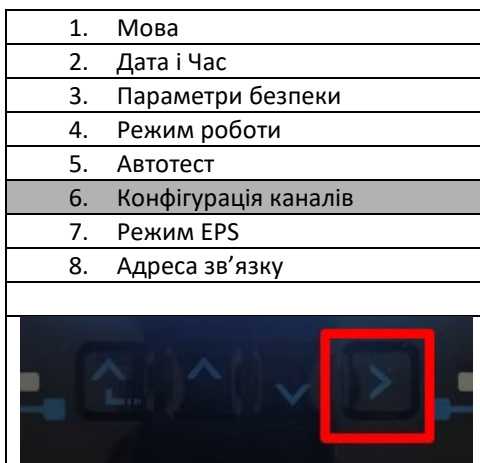 1. Мова
2. Дата і Час
3. Параметри безпеки
4. Режим роботи
5. Автотест
6. Конфігурація каналів
7. Режим EPS
8. Адреса зв’язку